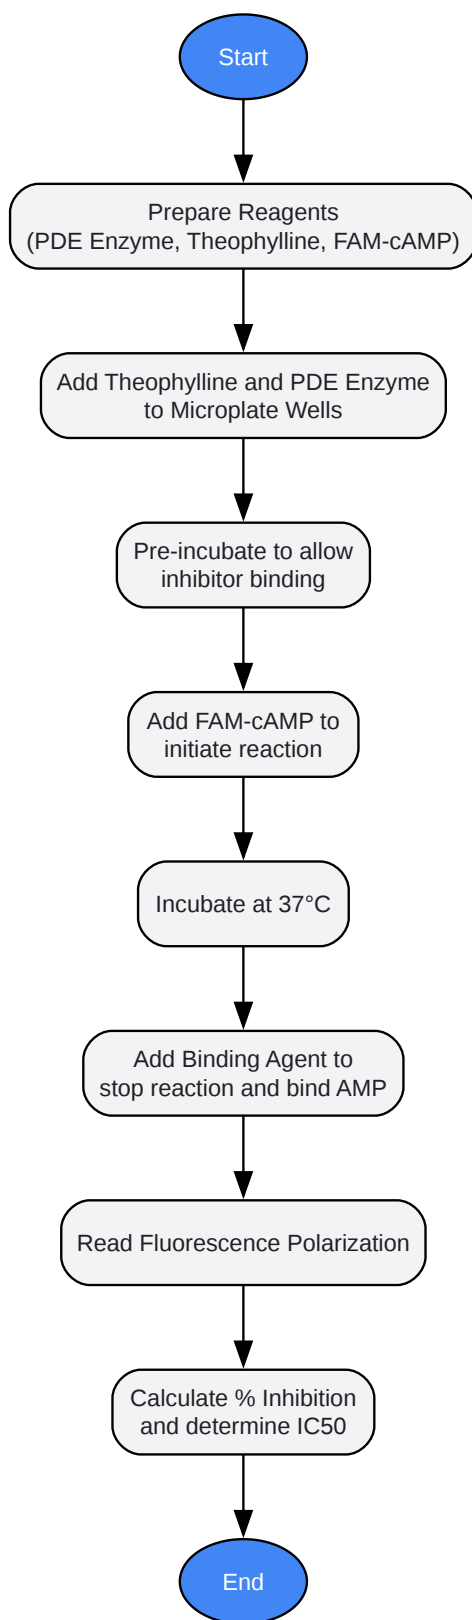 Start
Prepare Reagents
(PDE Enzyme, Theophylline, FAM-cAMP)
Add Theophylline and PDE Enzyme
to Microplate Wells
Pre-incubate to allow
inhibitor binding
Add FAM-cAMP to
initiate reaction
Incubate at 37°C
Add Binding Agent to
stop reaction and bind AMP
Read Fluorescence Polarization
Calculate % Inhibition
and determine IC50
End